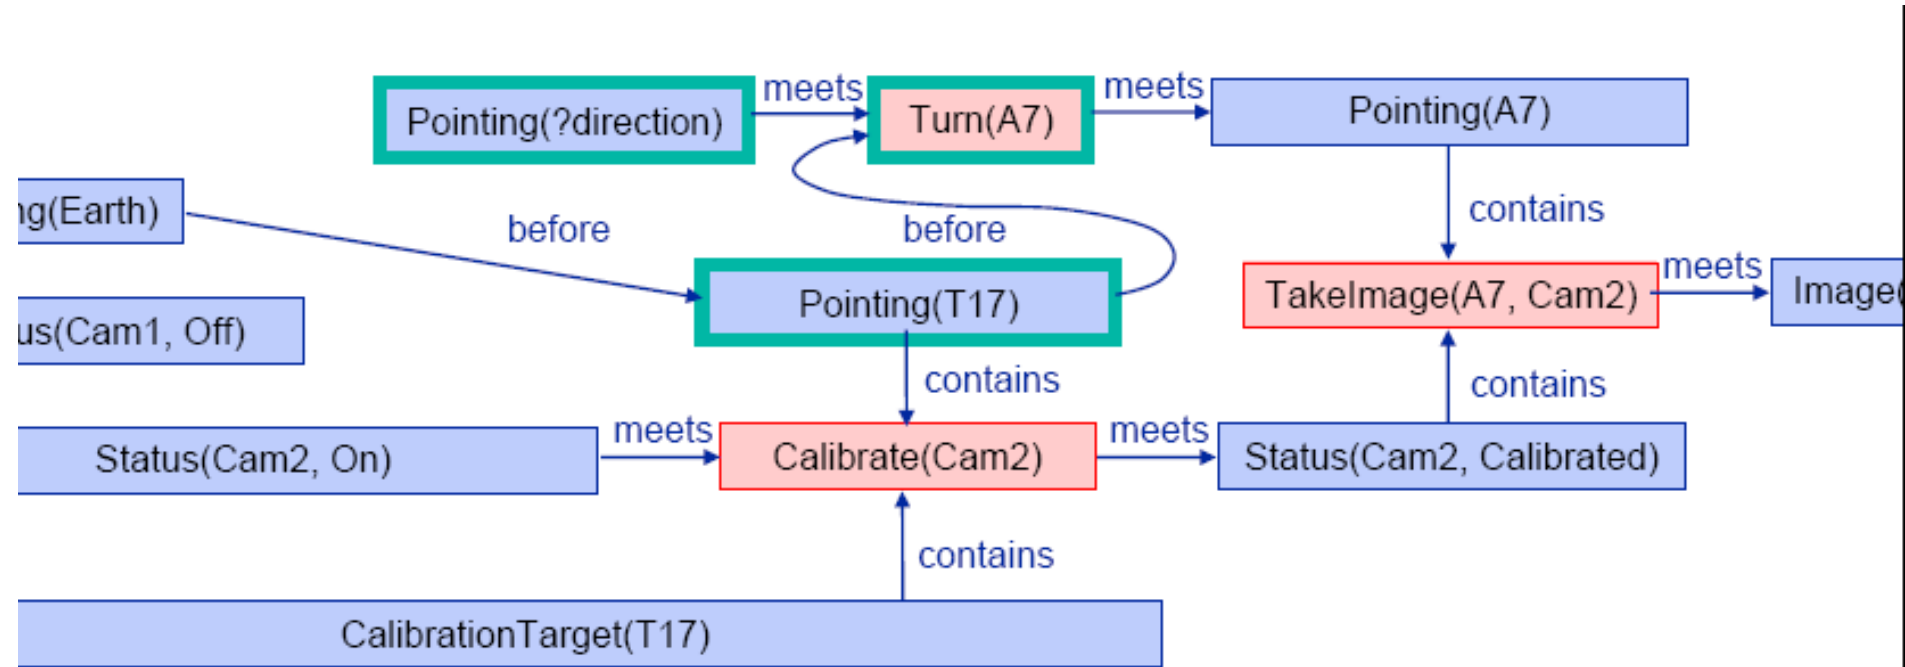 meets
meets
Pointing(?direction)
Turn(A7)
Pointing(A7)
ng(Earth)
before
before
contains
Pointing(T17)
TakeImage(A7, Cam2)
meets
Image(
us(Cam1, Off)
contains
contains
Status(Cam2, On)
meets
Calibrate(Cam2)
meets
Status(Cam2, Calibrated)
contains
CalibrationTarget(T17)